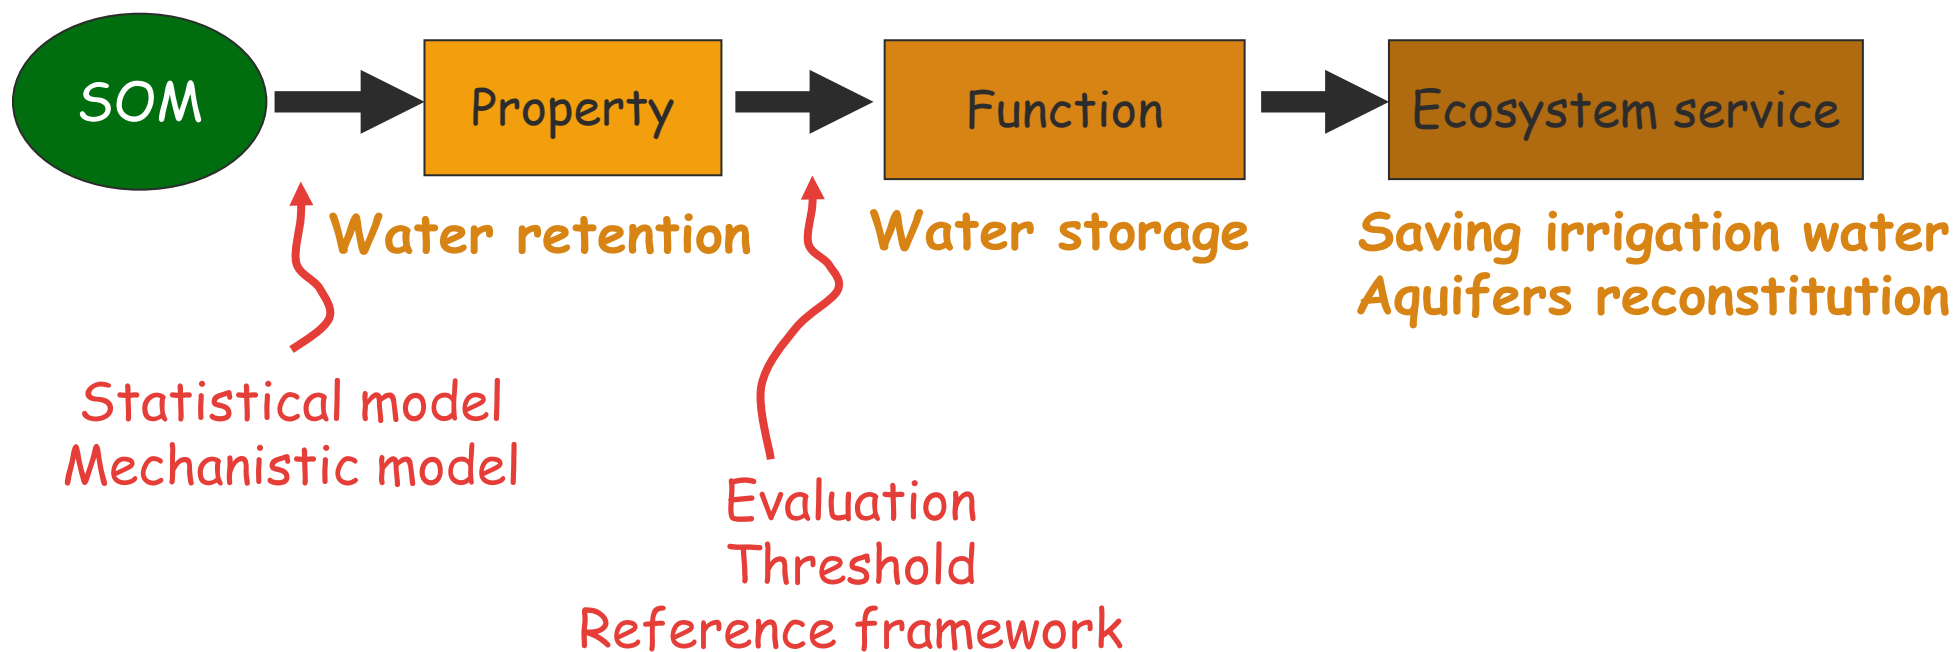 SOM
Property
Function
Ecosystem service
Water retention
Water storage
Saving irrigation water
Aquifers reconstitution
Statistical model
Mechanistic model
Evaluation
Threshold
Reference framework